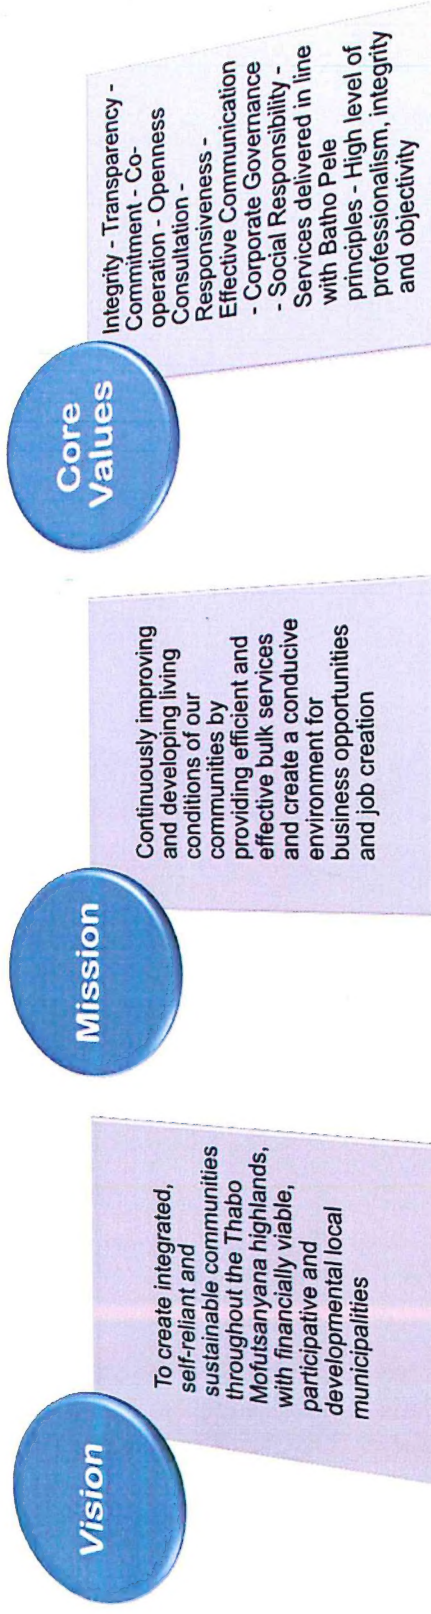 Vision
To create integrated,
self-reliant and
sustainable communities
throughout the Thabo
Mofutsanyana highlands,
with financially viable,
participative and
developmental local
municipalities
Mission
Continuously improving
and developing living
conditions of our
communities by
providing efficient and
effective bulk services
and create a conducive
environment for
business opportunities
and job creation
Core
Values
Integrity - Transparency -
Commitment - Co-
operation - Openness
Consultation -
Responsiveness -
Effective Communication
- Corporate Governance
- Social Responsibility -
Services delivered in line
with Batho Pele
principles - High level of
professionalism, integrity
and objectivity